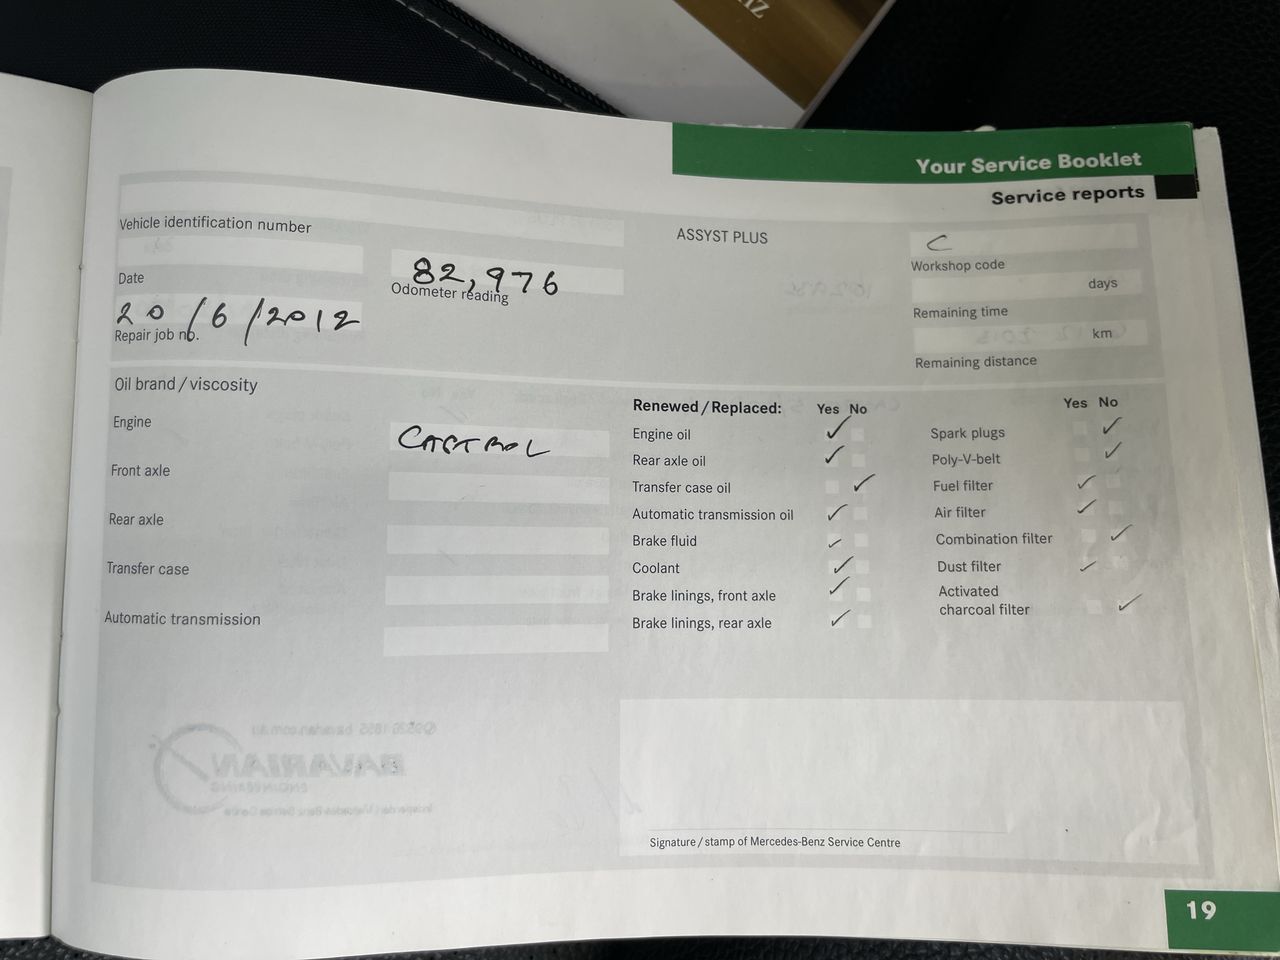 Your Service Booklet
Service reports
Vehicle identification number
ASSYST PLUS
C
Workshop code
Date
82,976
Odometer reading
days
Remaining time
20/6/2012
Repair job no.
km
Remaining distance
Oil brand / viscosity
Engine
CASTROL
Front axle
Rear axle
Transfer case
Automatic transmission
Renewed / Replaced: Yes No
Engine oil ✓
Rear axle oil ✓
Transfer case oil ✓
Automatic transmission oil ✓
Brake fluid ✓
Coolant ✓
Brake linings, front axle ✓
Brake linings, rear axle ✓
Yes No
Spark plugs ✓
Poly-V-belt ✓
Fuel filter ✓
Air filter ✓
Combination filter ✓
Dust filter ✓
Activated
charcoal filter ✓
BAVARIAN
ENGINEERING
Signature / stamp of Mercedes-Benz Service Centre
19